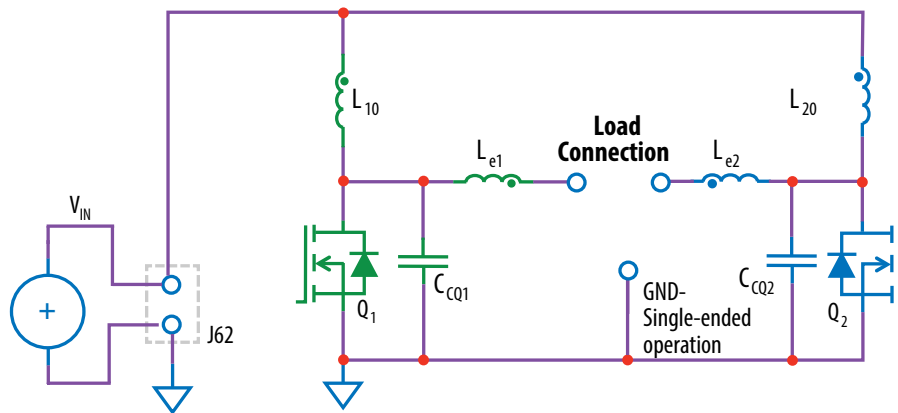 L10
L20
Load
Connection
Le1
Le2
VIN
+
J62
Q1
CCQ1
GND-
Single-ended
operation
CCQ2
Q2